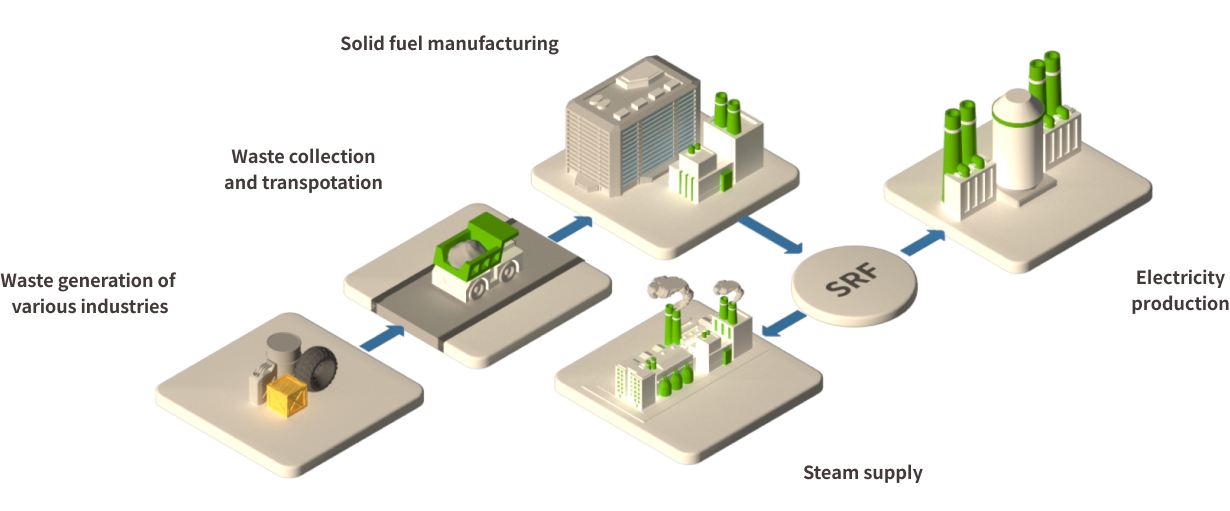 Solid fuel manufacturing
Waste collection
and transpotation
Waste generation of
various industries
SRF
Electricity
production
Steam supply